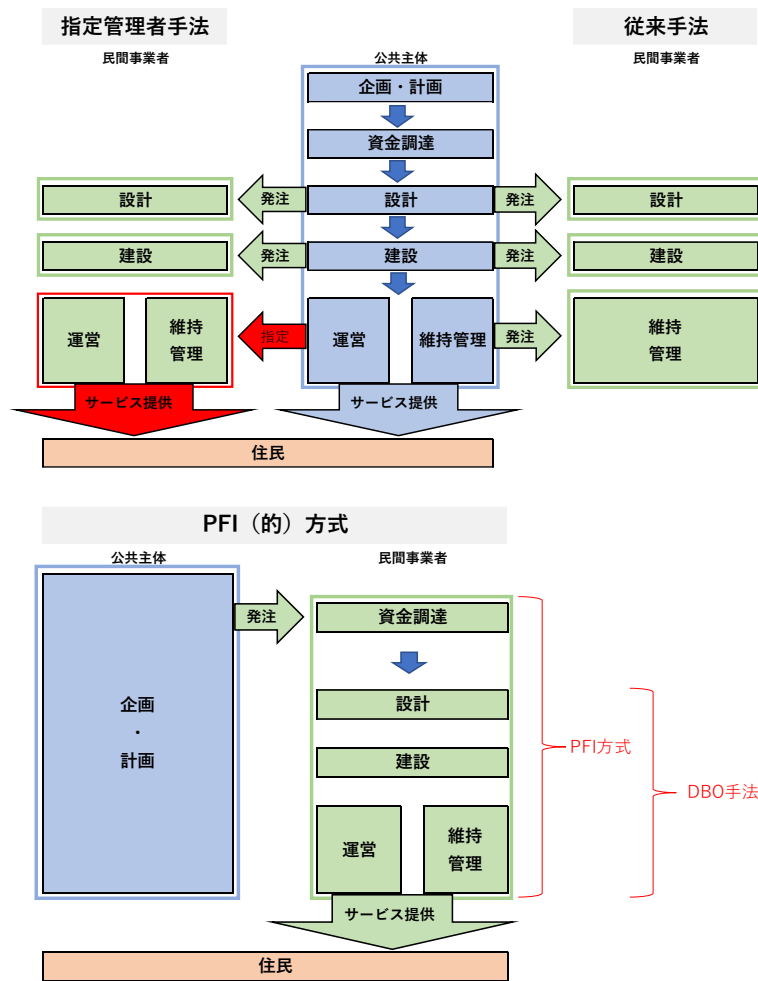 指定管理者手法
従来手法
民間事業者
公共主体
民間事業者
企画・計画
資金調達
設計
発注
設計
発注
設計
建設
発注
建設
発注
建設
運営
維持
管理
指定
運営
維持管理
発注
維持
管理
サービス提供
サービス提供
住民
PFI（的）方式
公共主体
民間事業者
発注
資金調達
企画
・
計画
設計
建設
運営
維持
管理
PFI方式
DBO手法
サービス提供
住民